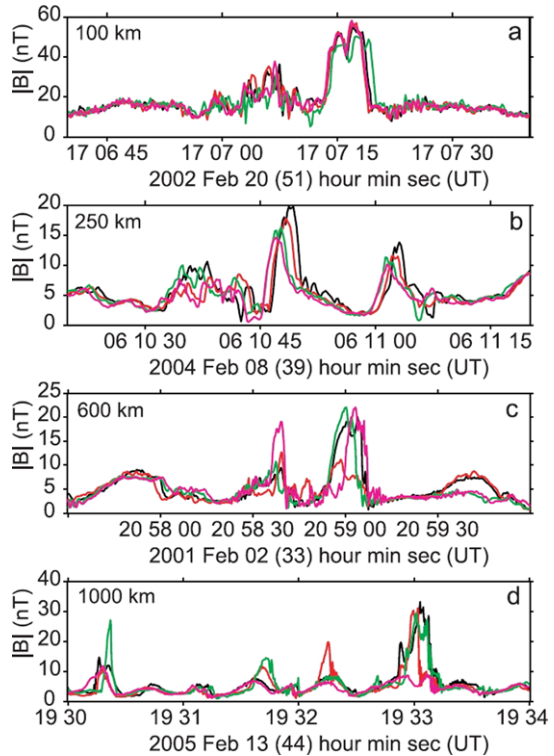 60
40
20
0
|B| (nT)
100 km
a
17 06 45 17 07 00 17 07 15 17 07 30
2002 Feb 20 (51) hour min sec (UT)
20
15
10
5
0
|B| (nT)
250 km
b
06 10 30 06 10 45 06 11 00 06 11 15
2004 Feb 08 (39) hour min sec (UT)
25
20
15
10
5
0
|B| (nT)
600 km
c
20 58 00 20 58 30 20 59 00 20 59 30
2001 Feb 02 (33) hour min sec (UT)
40
30
20
10
0
|B| (nT)
1000 km
d
19 30 19 31 19 32 19 33 19 34
2005 Feb 13 (44) hour min sec (UT)